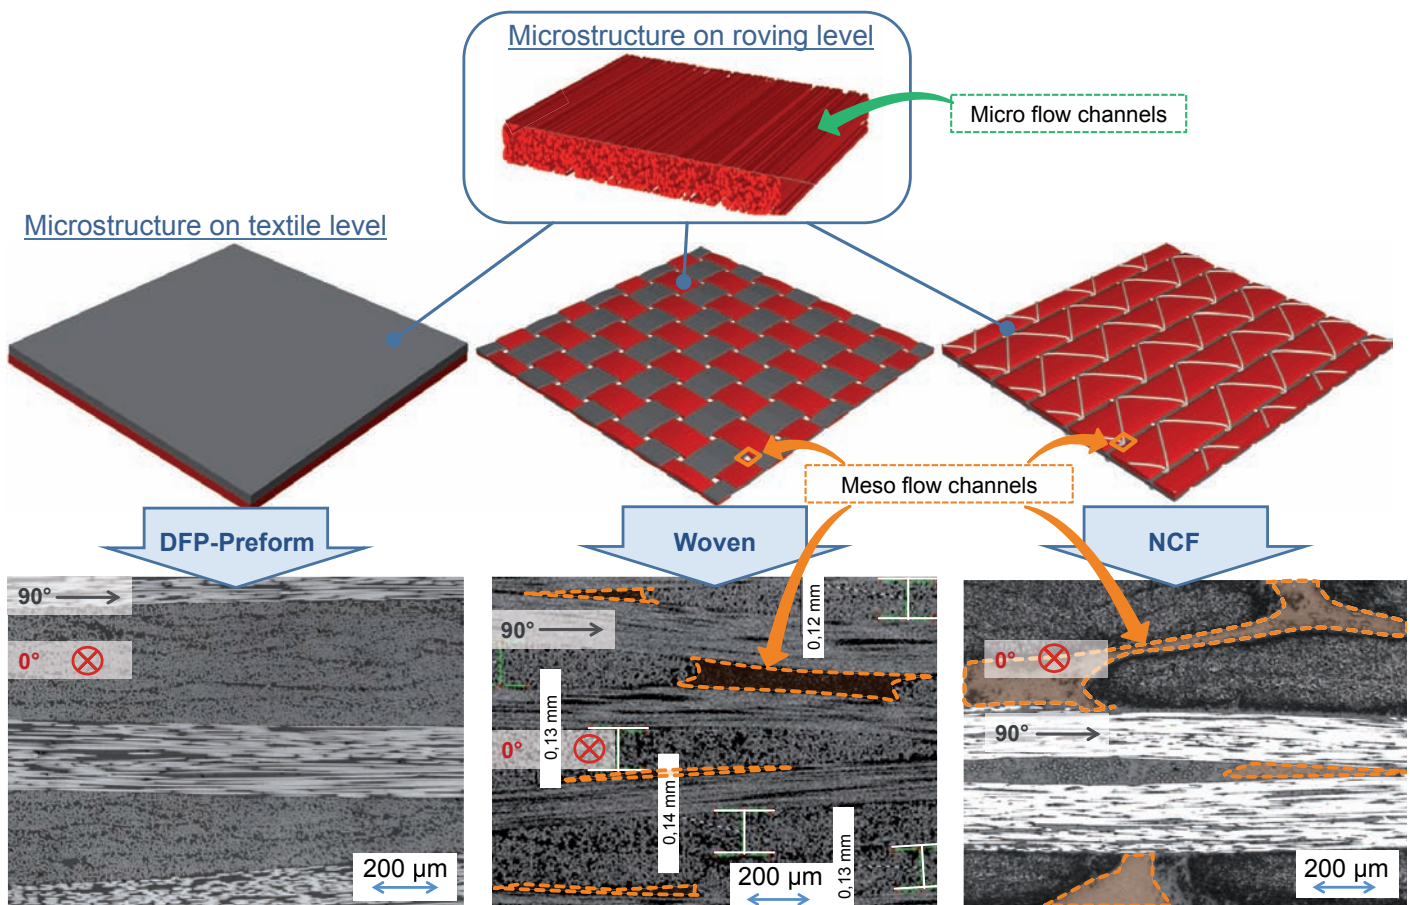 Microstructure on roving level
Micro flow channels
Microstructure on textile level
Meso flow channels
DFP-Preform
Woven
NCF
90°
0°
200 µm
90°
0,12 mm
0,13 mm
0°
0,14 mm
0,13 mm
200 µm
0°
90°
200 µm